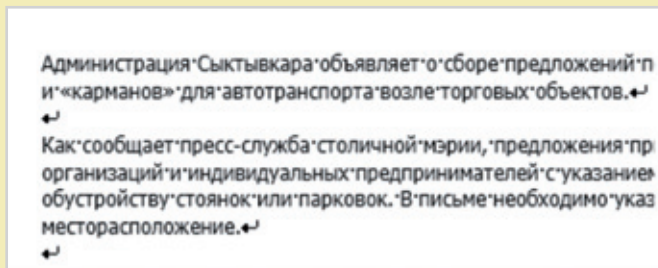 Администрация Сыктывкара объявляет о сборе предложений п
и «карманов» для автотранспорта возле торговых объектов.↵
↵
Как сообщает пресс-служба столичной мэрии, предложения пр
организаций и индивидуальных предпринимателей с указанием
обустройству стоянок или парковок. В письме необходимо указ
месторасположение.↵
↵